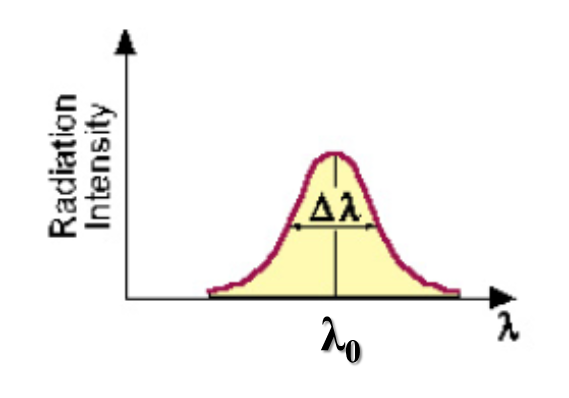 Radiation
Intensity
Δλ
λ
λ₀